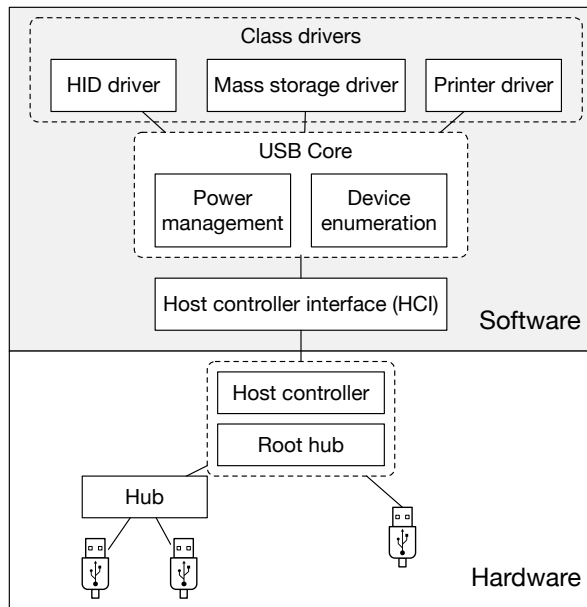 Class drivers
HID driver
Mass storage driver
Printer driver
USB Core
Power
management
Device
enumeration
Host controller interface (HCI)
Software
Host controller
Root hub
Hub
Hardware